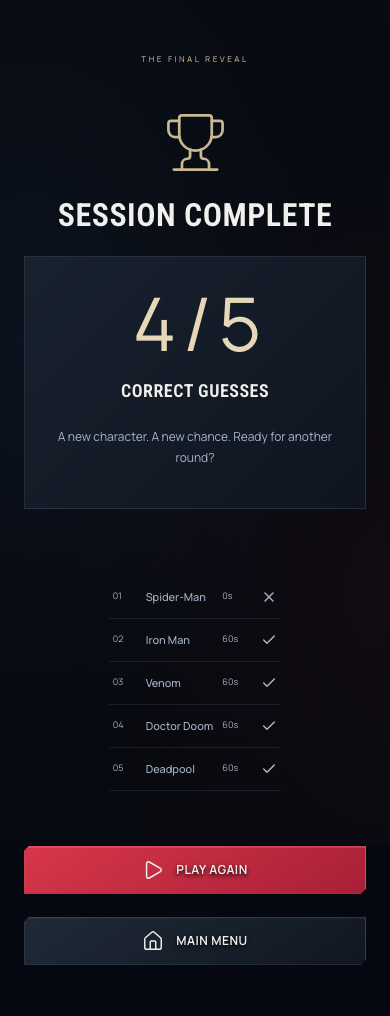 THE FINAL REVEAL
SESSION COMPLETE
4/5
CORRECT GUESSES
A new character. A new chance. Ready for another
round?
01 Spider-Man 0s
02 Iron Man 60s
03 Venom 60s
04 Doctor Doom 60s
05 Deadpool 60s
PLAY AGAIN
MAIN MENU